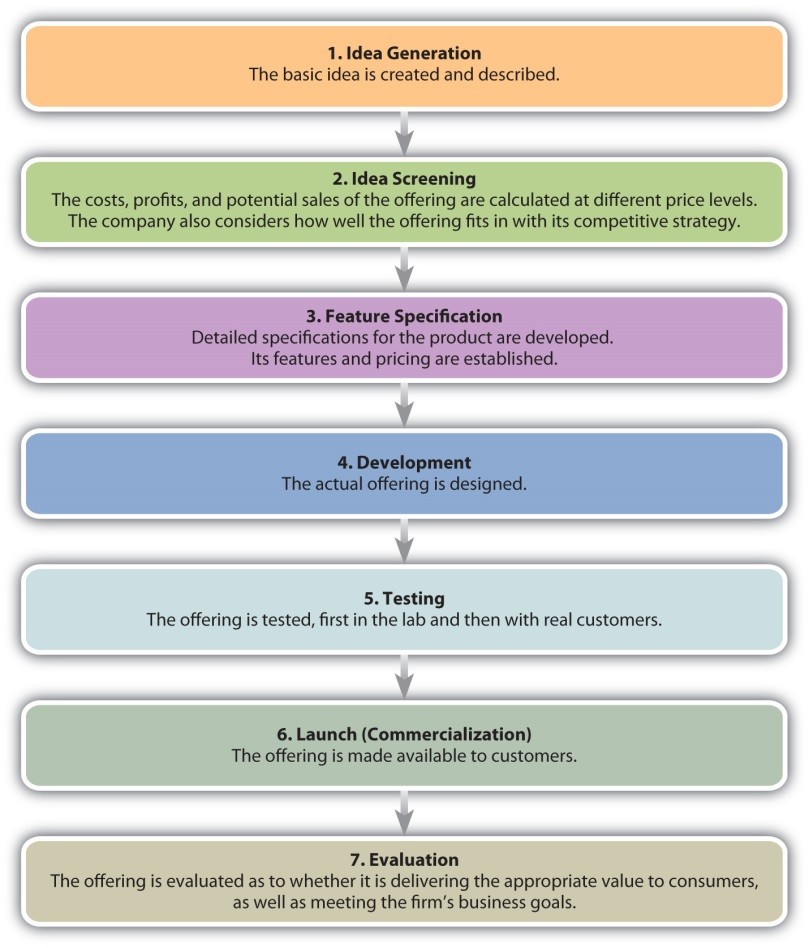 1. Idea Generation
The basic idea is created and described.
2. Idea Screening
The costs, profits, and potential sales of the offering are calculated at different price levels.
The company also considers how well the offering fits in with its competitive strategy.
3. Feature Specification
Detailed specifications for the product are developed.
Its features and pricing are established.
4. Development
The actual offering is designed.
5. Testing
The offering is tested, first in the lab and then with real customers.
6. Launch (Commercialization)
The offering is made available to customers.
7. Evaluation
The offering is evaluated as to whether it is delivering the appropriate value to consumers,
as well as meeting the firm’s business goals.